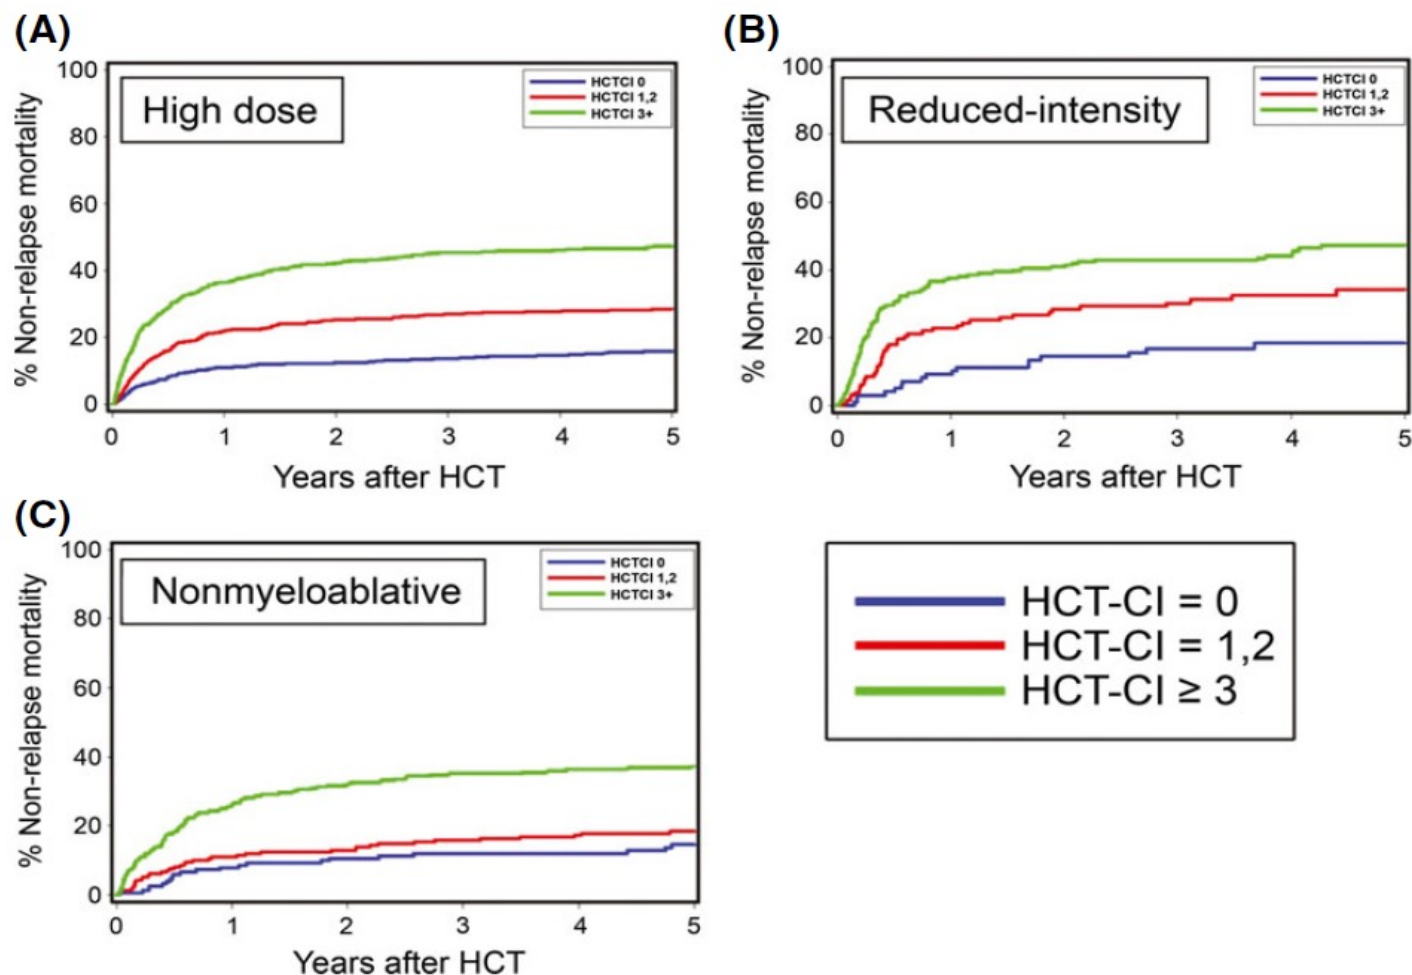 (A)
% Non-relapse mortality
100
80
60
40
20
0
High dose
HCTCI 0
HCTCI 1,2
HCTCI 3+
0 1 2 3 4 5
Years after HCT
(B)
% Non-relapse mortality
100
80
60
40
20
0
Reduced-intensity
HCTCI 0
HCTCI 1,2
HCTCI 3+
0 1 2 3 4 5
Years after HCT
(C)
% Non-relapse mortality
100
80
60
40
20
0
Nonmyeloablative
HCTCI 0
HCTCI 1,2
HCTCI 3+
0 1 2 3 4 5
Years after HCT
HCT-CI = 0
HCT-CI = 1,2
HCT-CI ≥ 3